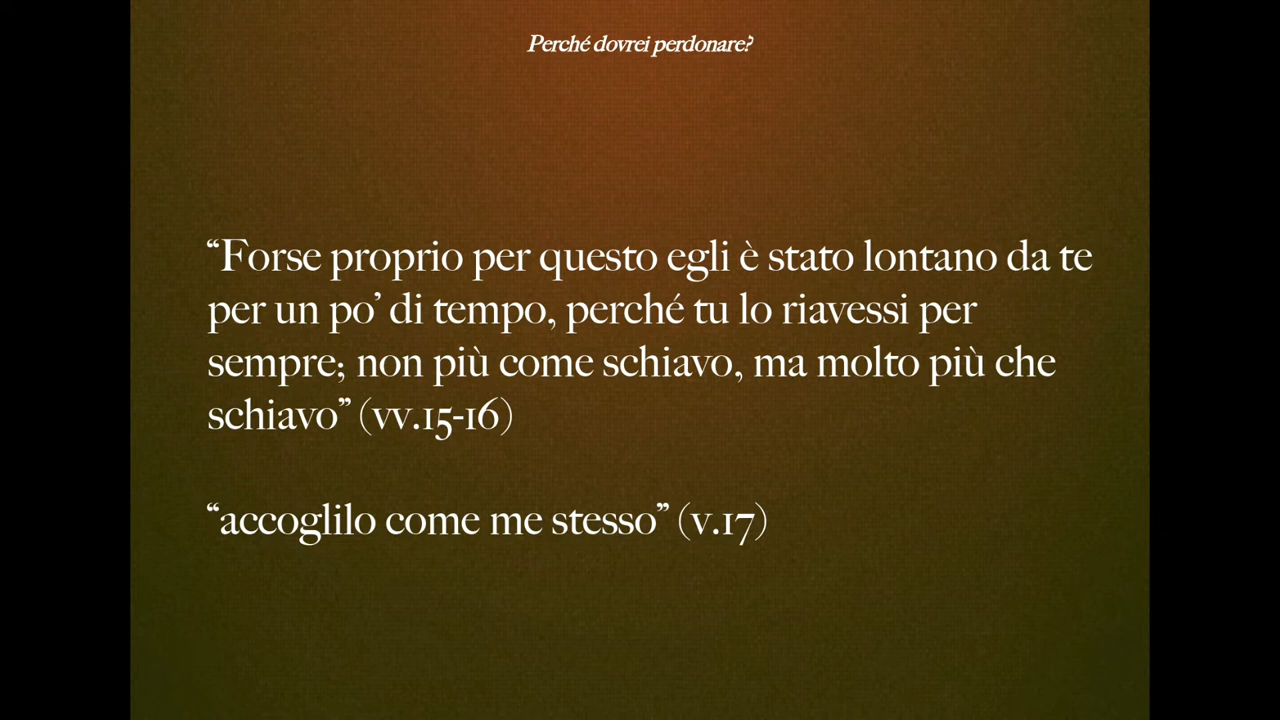 Perché dovrei perdonare?
“Forse proprio per questo egli è stato lontano da te
per un po’ di tempo, perché tu lo riavessi per
sempre; non più come schiavo, ma molto più che
schiavo” (vv.15-16)
“accoglilo come me stesso” (v.17)